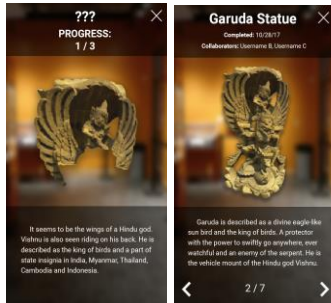 ???
PROGRESS:
1 / 3
It seems to be the wings of a Hindu god.
Vishnu is also seen riding on his back. He is
described as the king of birds and a part of
state insignia in India, Myanmar, Thailand,
Cambodia and Indonesia.
Garuda Statue
Completed: 10/28/17
Collaborators: Username B, Username C
Garuda is described as a divine eagle-like
sun bird and the king of birds. A protector
with the power to swiftly go anywhere, ever
watchful and an enemy of the serpent. He is
the vehicle mount of the Hindu god Vishnu.
2 / 7